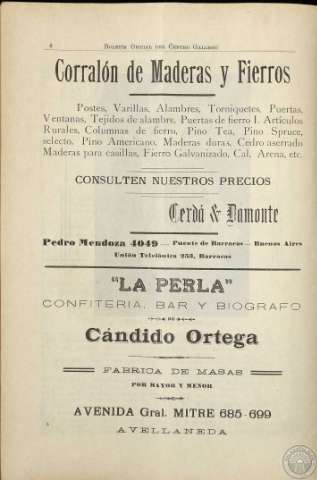 4 BOLETIN OFICIAL DEL CENTRO GALLEGO
Corralón de Maderas y Fierros
Postes, Varillas, Alambres, Torniquetes, Puertas,
Ventanas, Tejidos de alambre, Puertas de fierro I. Artículos
Rurales, Columnas de fierro, Pino Tea, Pino Spruce,
selecto. Pino Americano, Maderas duras, Cedro aserrado
Maderas para casillas, Fierro Galvanizado, Cal, Arena, etc.
CONSULTEN NUESTROS PRECIOS
Cerdá & Damonte
Pedro Mendoza 4049 — Puente de Barracas — Buenos Aires
Unión Telefónica 253, Barracas
"LA PERLA"
CONFITERIA, BAR Y BIOGRAFO
DE
Cándido Ortega
FABRICA DE MASAS
POR MAYOR Y MENOR
AVENIDA Gral. MITRE 685-699
AVELLANEDA